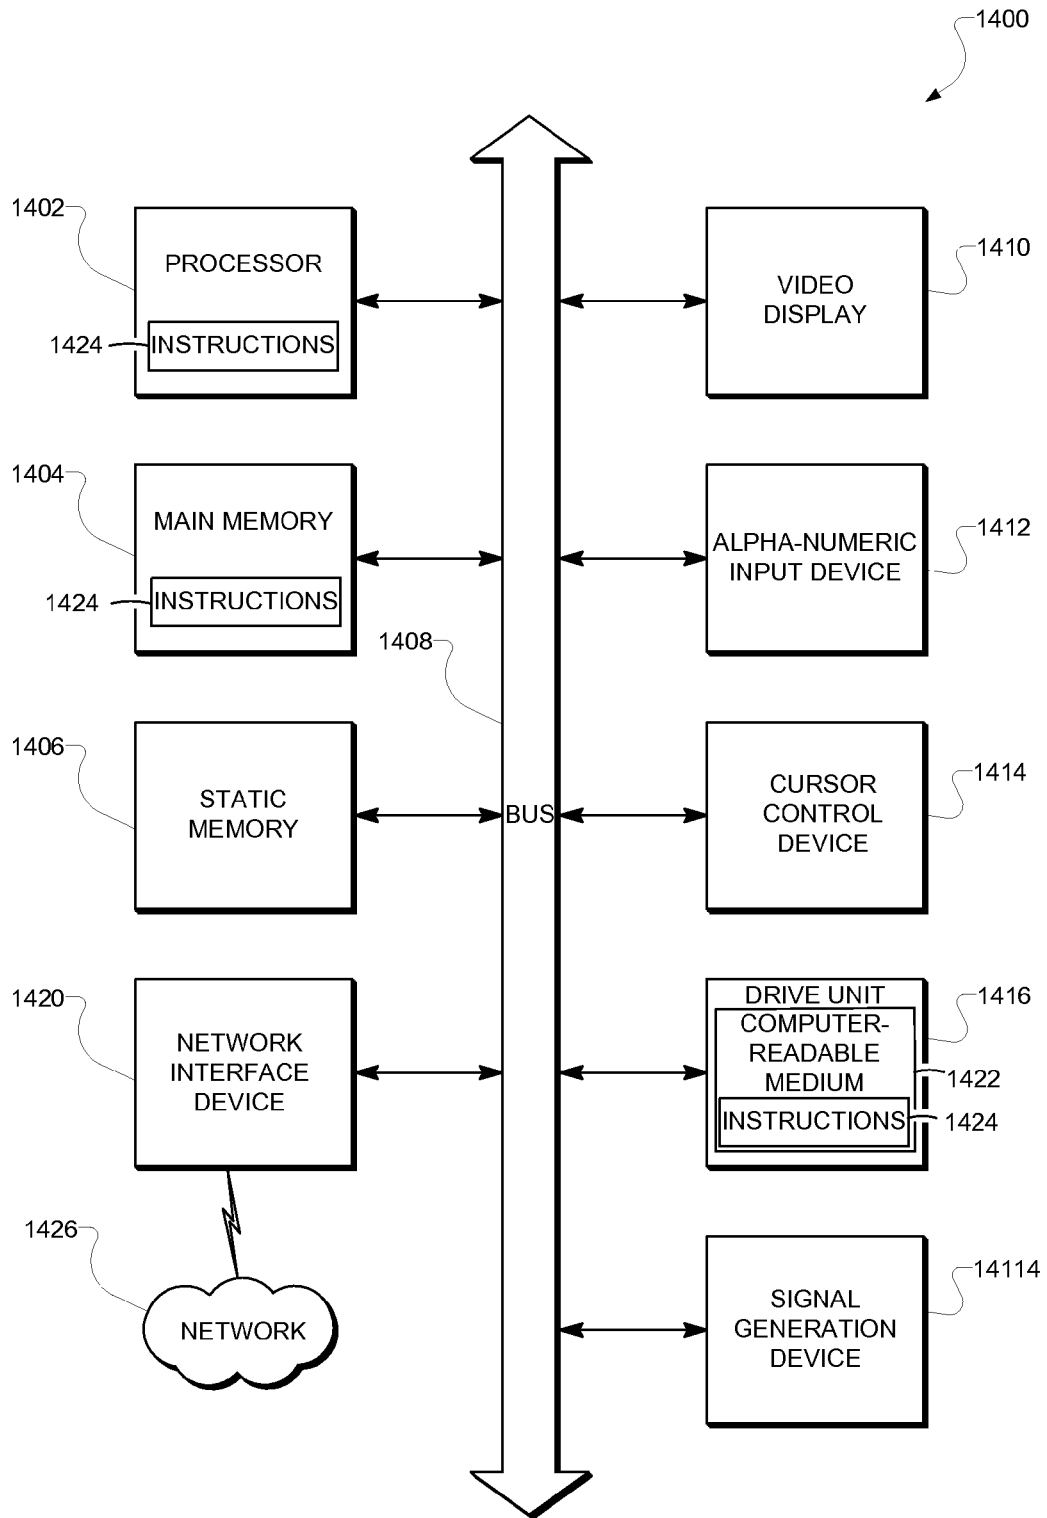 1400
1402
PROCESSOR
1424
INSTRUCTIONS
1404
MAIN MEMORY
1424
INSTRUCTIONS
1408
1406
STATIC
MEMORY
1420
NETWORK
INTERFACE
DEVICE
1426
NETWORK
BUS
1410
VIDEO
DISPLAY
1412
ALPHA-NUMERIC
INPUT DEVICE
1414
CURSOR
CONTROL
DEVICE
1416
DRIVE UNIT
COMPUTER-
READABLE
MEDIUM
1422
INSTRUCTIONS
1424
14114
SIGNAL
GENERATION
DEVICE